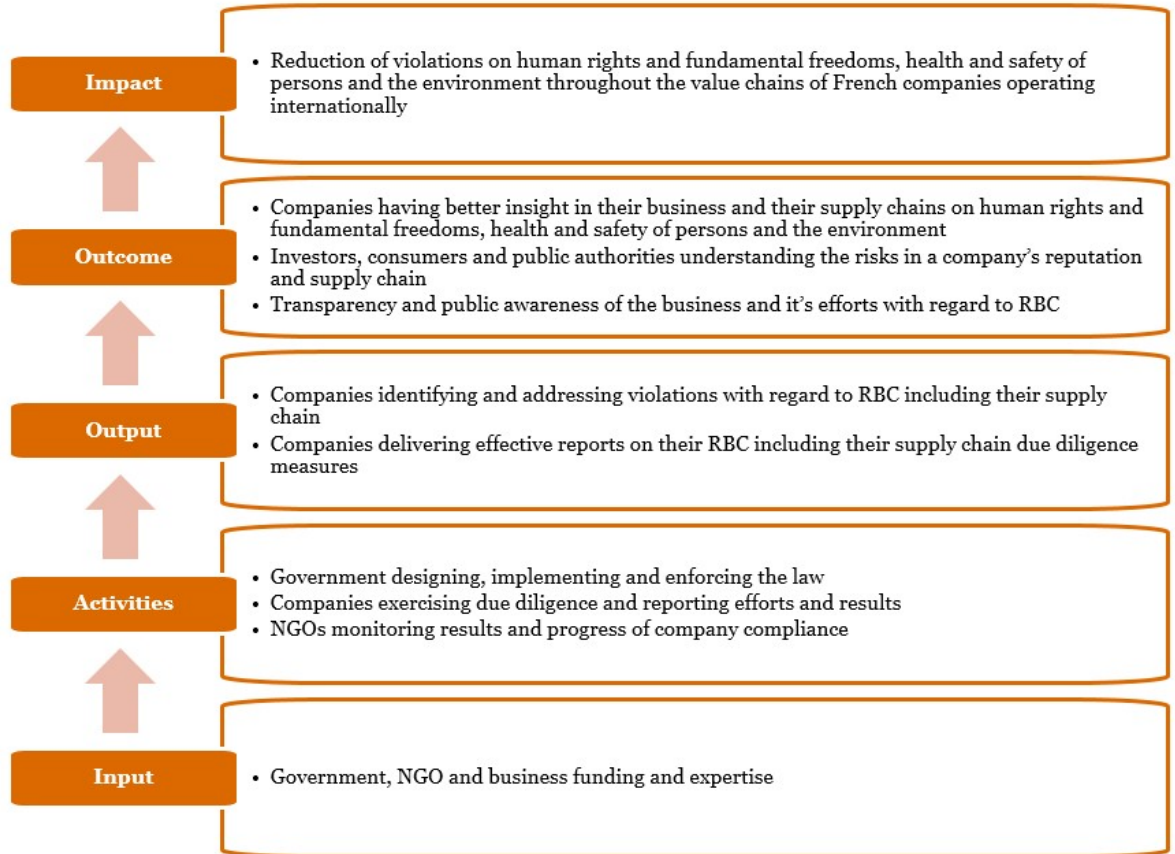 Impact
• Reduction of violations on human rights and fundamental freedoms, health and safety of
persons and the environment throughout the value chains of French companies operating
internationally
Outcome
• Companies having better insight in their business and their supply chains on human rights and
fundamental freedoms, health and safety of persons and the environment
• Investors, consumers and public authorities understanding the risks in a company's reputation
and supply chain
• Transparency and public awareness of the business and it's efforts with regard to RBC
Output
• Companies identifying and addressing violations with regard to RBC including their supply
chain
• Companies delivering effective reports on their RBC including their supply chain due diligence
measures
Activities
• Government designing, implementing and enforcing the law
• Companies exercising due diligence and reporting efforts and results
• NGOs monitoring results and progress of company compliance
Input
• Government, NGO and business funding and expertise